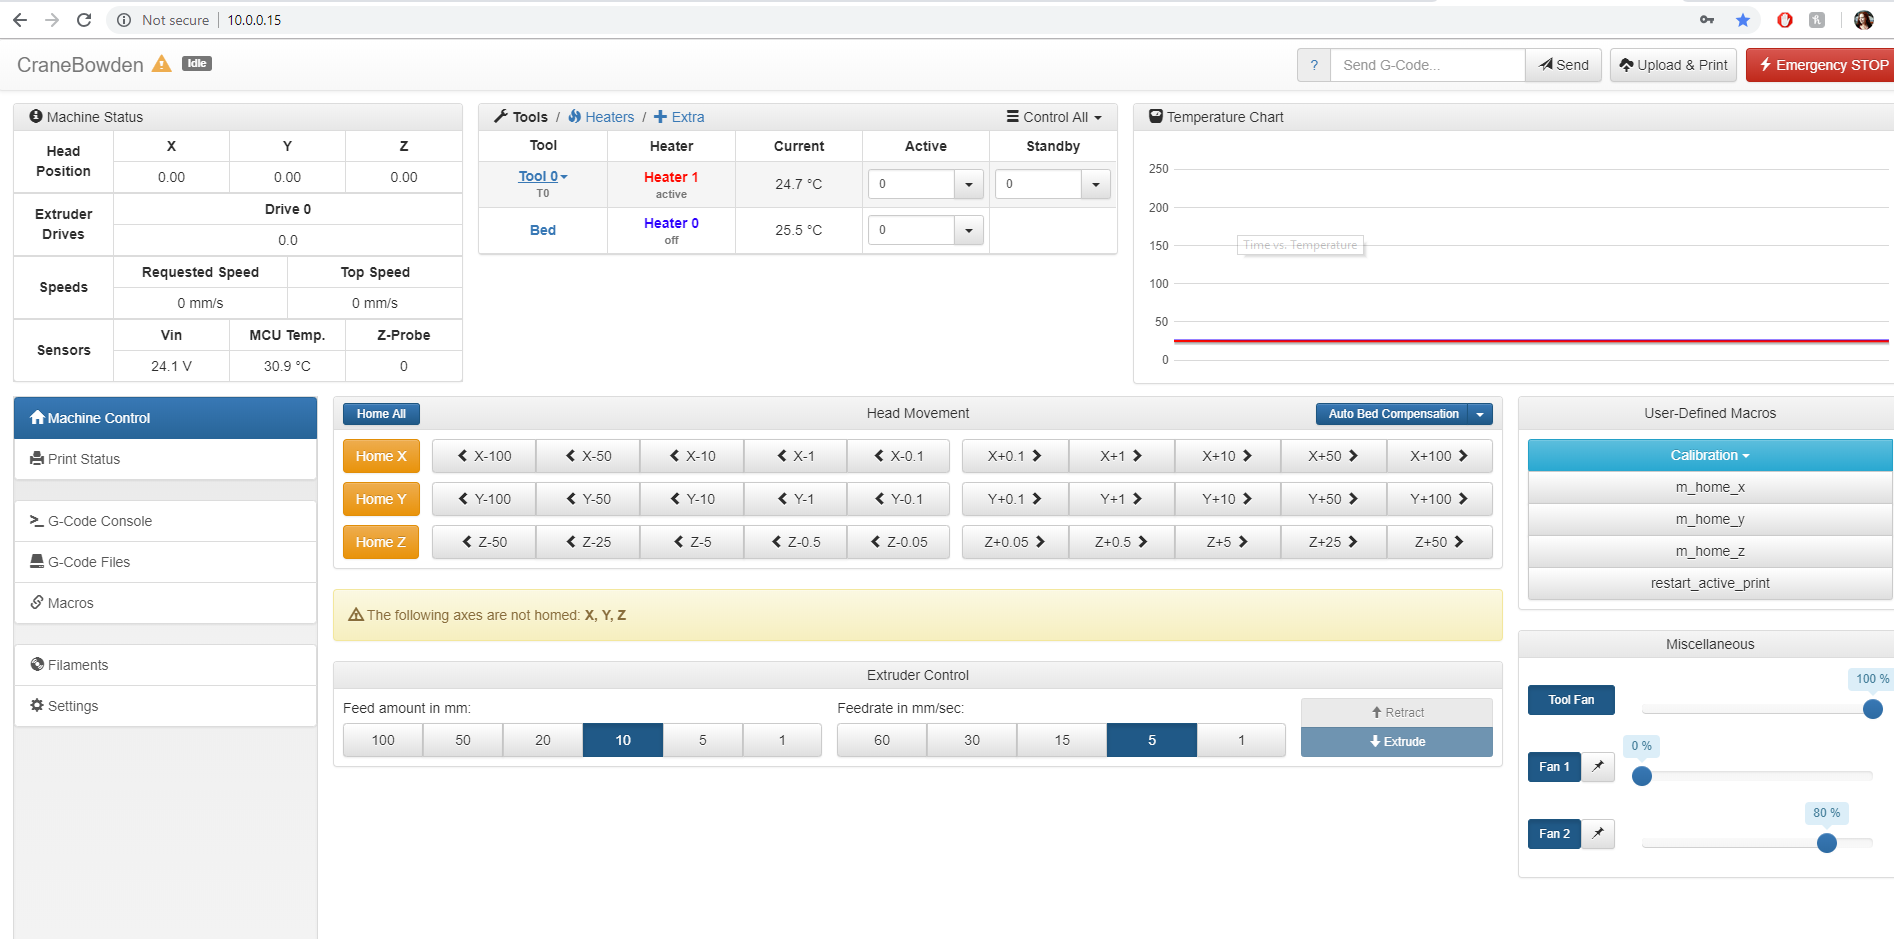 Not secure | 10.0.0.15
CraneBowden Idle
? Send G-Code... Send Upload & Print Emergency STOP
Machine Status
Head Position X Y Z
0.00 0.00 0.00
Extruder Drives Drive 0
0.0
Speeds Requested Speed Top Speed
0 mm/s 0 mm/s
Sensors Vin MCU Temp. Z-Probe
24.1 V 30.9 °C 0
Tools / Heaters / Extra Control All
Tool Heater Current Active Standby
Tool 0 Heater 1 24.7 °C 0 0
T0 active
Bed Heater 0 25.5 °C 0
off
Temperature Chart
250
200
150
100
50
0
Time vs. Temperature
Machine Control
Print Status
G-Code Console
G-Code Files
Macros
Filaments
Settings
Home All Head Movement Auto Bed Compensation
Home X X-100 X-50 X-10 X-1 X-0.1 X+0.1 X+1 X+10 X+50 X+100
Home Y Y-100 Y-50 Y-10 Y-1 Y-0.1 Y+0.1 Y+1 Y+10 Y+50 Y+100
Home Z Z-50 Z-25 Z-5 Z-0.5 Z-0.05 Z+0.05 Z+0.5 Z+5 Z+25 Z+50
The following axes are not homed: X, Y, Z
Extruder Control
Feed amount in mm: Feedrate in mm/sec:
100 50 20 10 5 1 60 30 15 5 1
Retract
Extrude
User-Defined Macros
Calibration
m_home_x
m_home_y
m_home_z
restart_active_print
Miscellaneous
Tool Fan 100 %
Fan 1 0 %
Fan 2 80 %